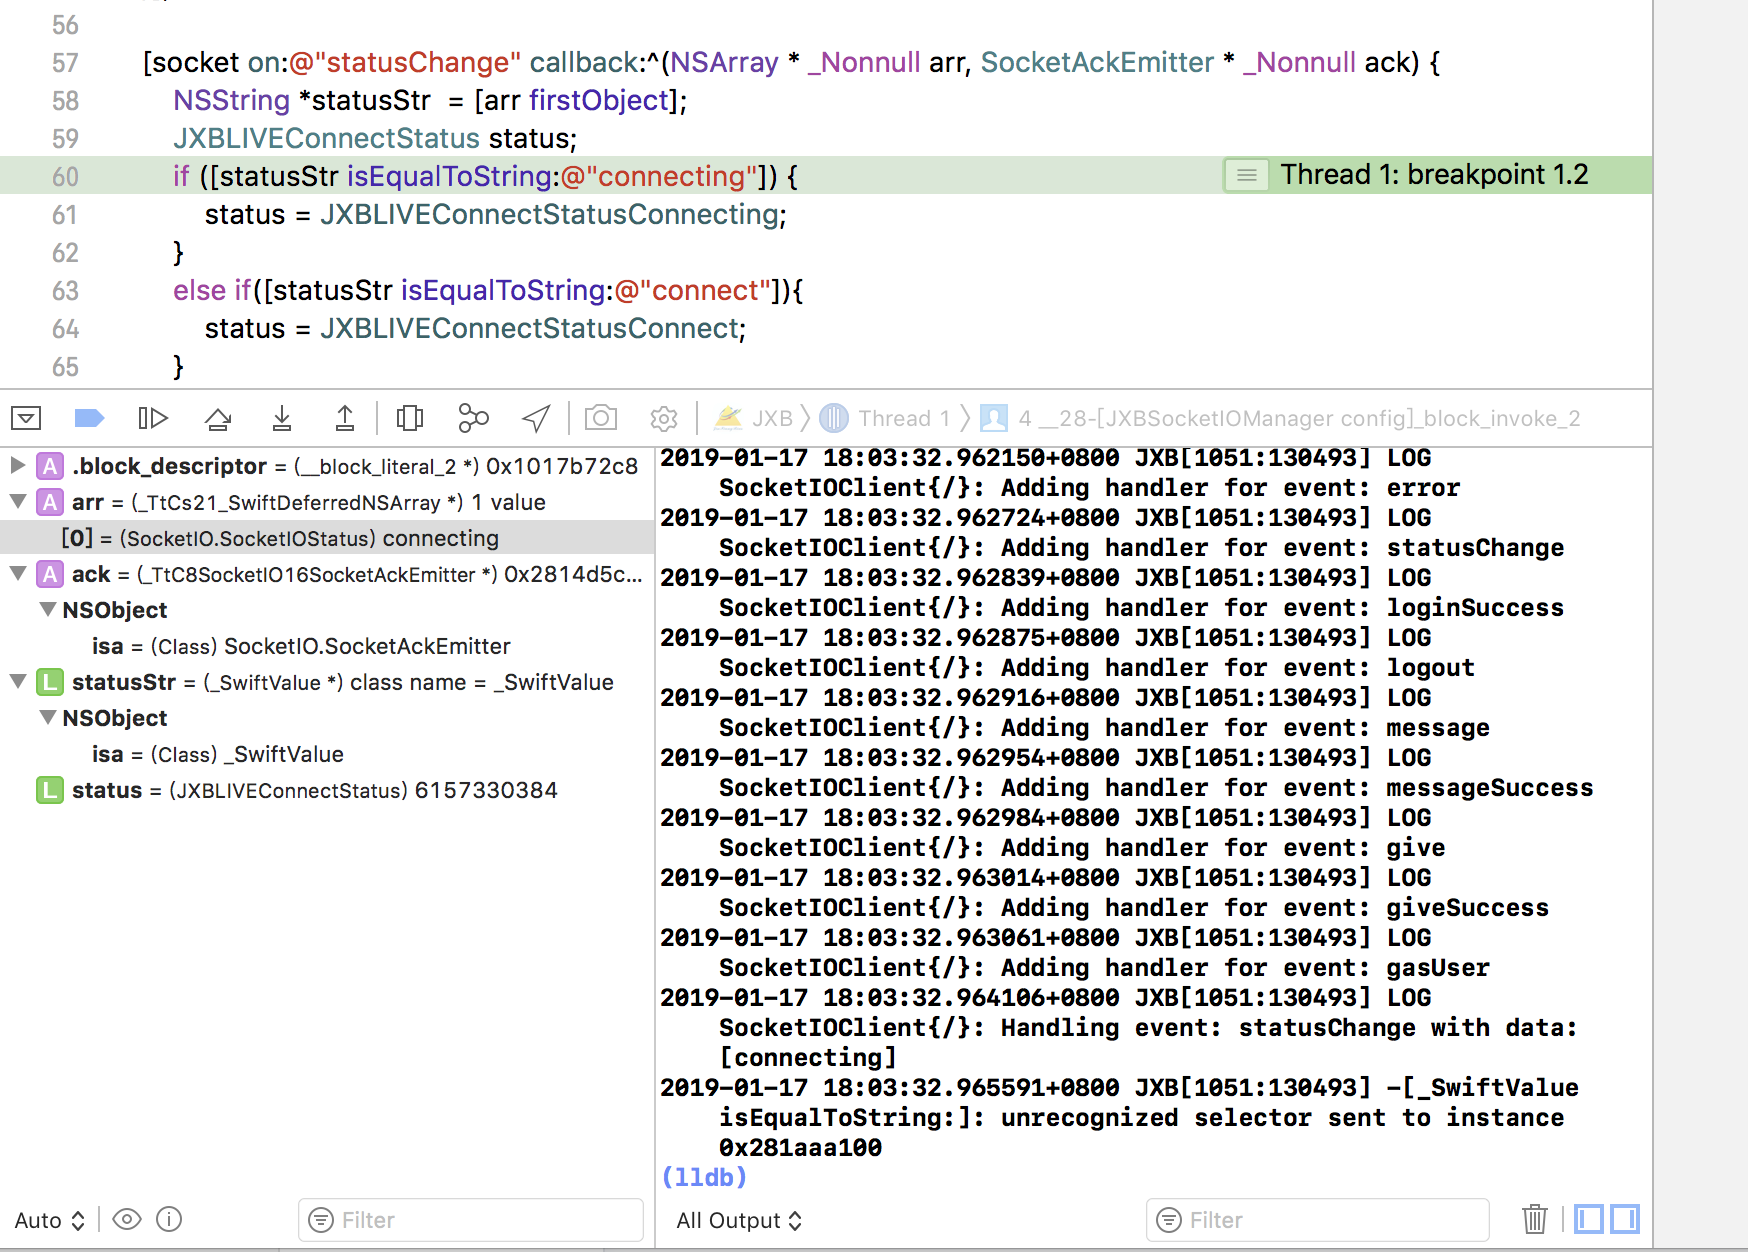 56
57 [socket on:@"statusChange" callback:^(NSArray * _Nonnull arr, SocketAckEmitter * _Nonnull ack) {
58 NSString *statusStr = [arr firstObject];
59 JXBLIVEConnectStatus status;
60 if ([statusStr isEqualToString:@"connecting"]) { Thread 1: breakpoint 1.2
61 status = JXBLIVEConnectStatusConnecting;
62 }
63 else if([statusStr isEqualToString:@"connect"]){
64 status = JXBLIVEConnectStatusConnect;
65 }
JXB Thread 1 4 __28-[JXBSocketIOManager config]_block_invoke_2
A .block_descriptor = (__block_literal_2 *) 0x1017b72c8
A arr = (_TtCs21_SwiftDeferredNSArray *) 1 value
[0] = (SocketIO.SocketIOStatus) connecting
A ack = (_TtC8SocketIO16SocketAckEmitter *) 0x2814d5c...
NSObject
isa = (Class) SocketIO.SocketAckEmitter
L statusStr = (_SwiftValue *) class name = _SwiftValue
NSObject
isa = (Class) _SwiftValue
L status = (JXBLIVEConnectStatus) 6157330384
Auto Filter
2019-01-17 18:03:32.962150+0800 JXB[1051:130493] LOG
SocketIOClient{/}: Adding handler for event: error
2019-01-17 18:03:32.962724+0800 JXB[1051:130493] LOG
SocketIOClient{/}: Adding handler for event: statusChange
2019-01-17 18:03:32.962839+0800 JXB[1051:130493] LOG
SocketIOClient{/}: Adding handler for event: loginSuccess
2019-01-17 18:03:32.962875+0800 JXB[1051:130493] LOG
SocketIOClient{/}: Adding handler for event: logout
2019-01-17 18:03:32.962916+0800 JXB[1051:130493] LOG
SocketIOClient{/}: Adding handler for event: message
2019-01-17 18:03:32.962954+0800 JXB[1051:130493] LOG
SocketIOClient{/}: Adding handler for event: messageSuccess
2019-01-17 18:03:32.962984+0800 JXB[1051:130493] LOG
SocketIOClient{/}: Adding handler for event: give
2019-01-17 18:03:32.963014+0800 JXB[1051:130493] LOG
SocketIOClient{/}: Adding handler for event: giveSuccess
2019-01-17 18:03:32.963061+0800 JXB[1051:130493] LOG
SocketIOClient{/}: Adding handler for event: gasUser
2019-01-17 18:03:32.964106+0800 JXB[1051:130493] LOG
SocketIOClient{/}: Handling event: statusChange with data:
[connecting]
2019-01-17 18:03:32.965591+0800 JXB[1051:130493] -[_SwiftValue
isEqualToString:]: unrecognized selector sent to instance
0x281aaa100
(lldb)
All Output Filter